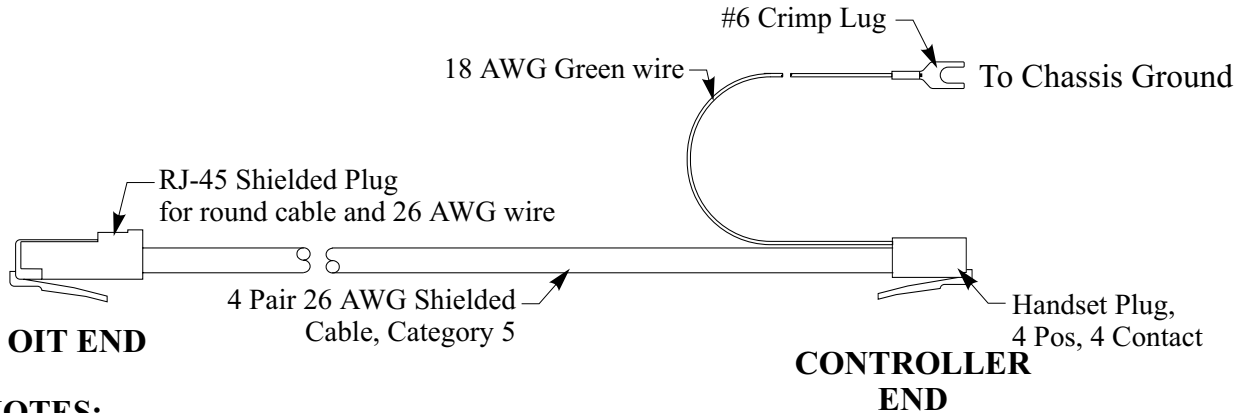 #6 Crimp Lug
18 AWG Green wire
To Chassis Ground
RJ-45 Shielded Plug
for round cable and 26 AWG wire
4 Pair 26 AWG Shielded
Cable, Category 5
Handset Plug,
4 Pos, 4 Contact
OIT END
CONTROLLER
END
NOTES: